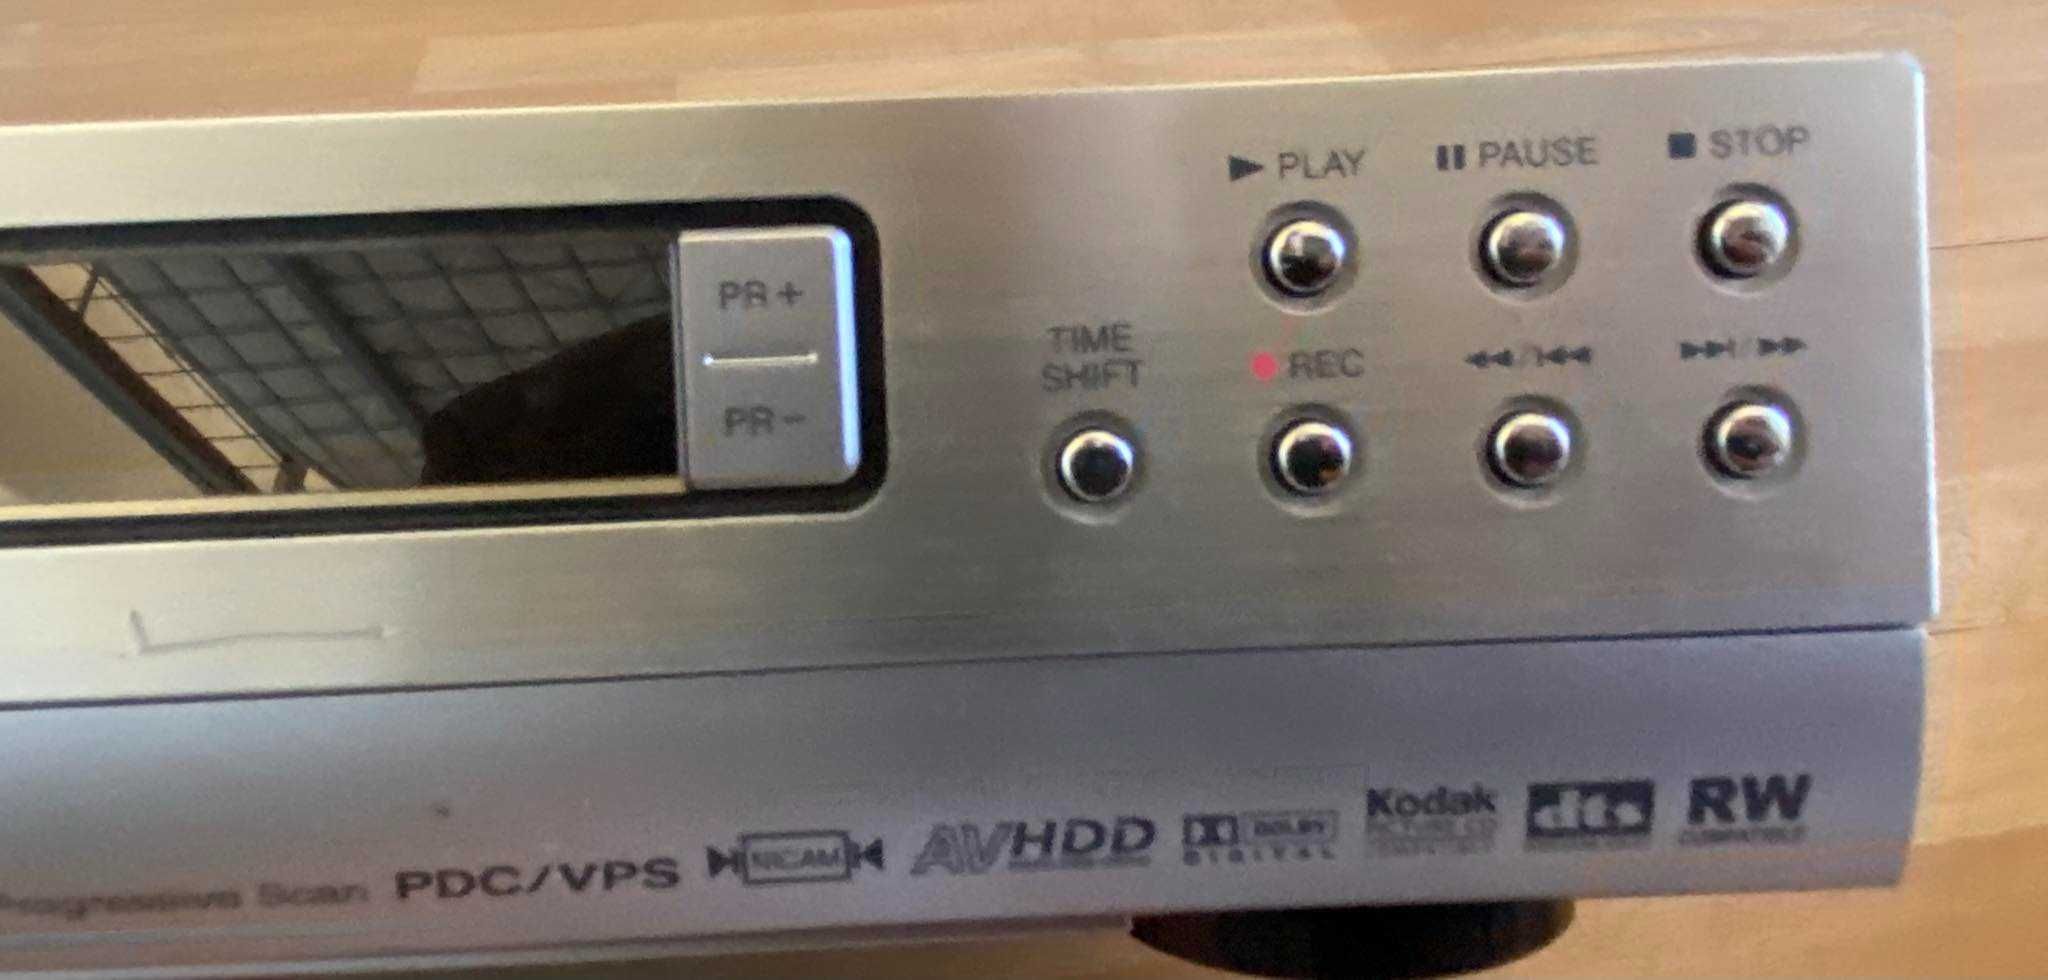 ▶ PLAY
❚❚ PAUSE
■ STOP
PR +
PR −
TIME
SHIFT
● REC
◀◀/I◀◀
▶▶I/▶▶
Progressive Scan
PDC/VPS
NICAM
AVHDD
DOLBY
DIGITAL
Kodak
dts
RW
COMPATIBLE